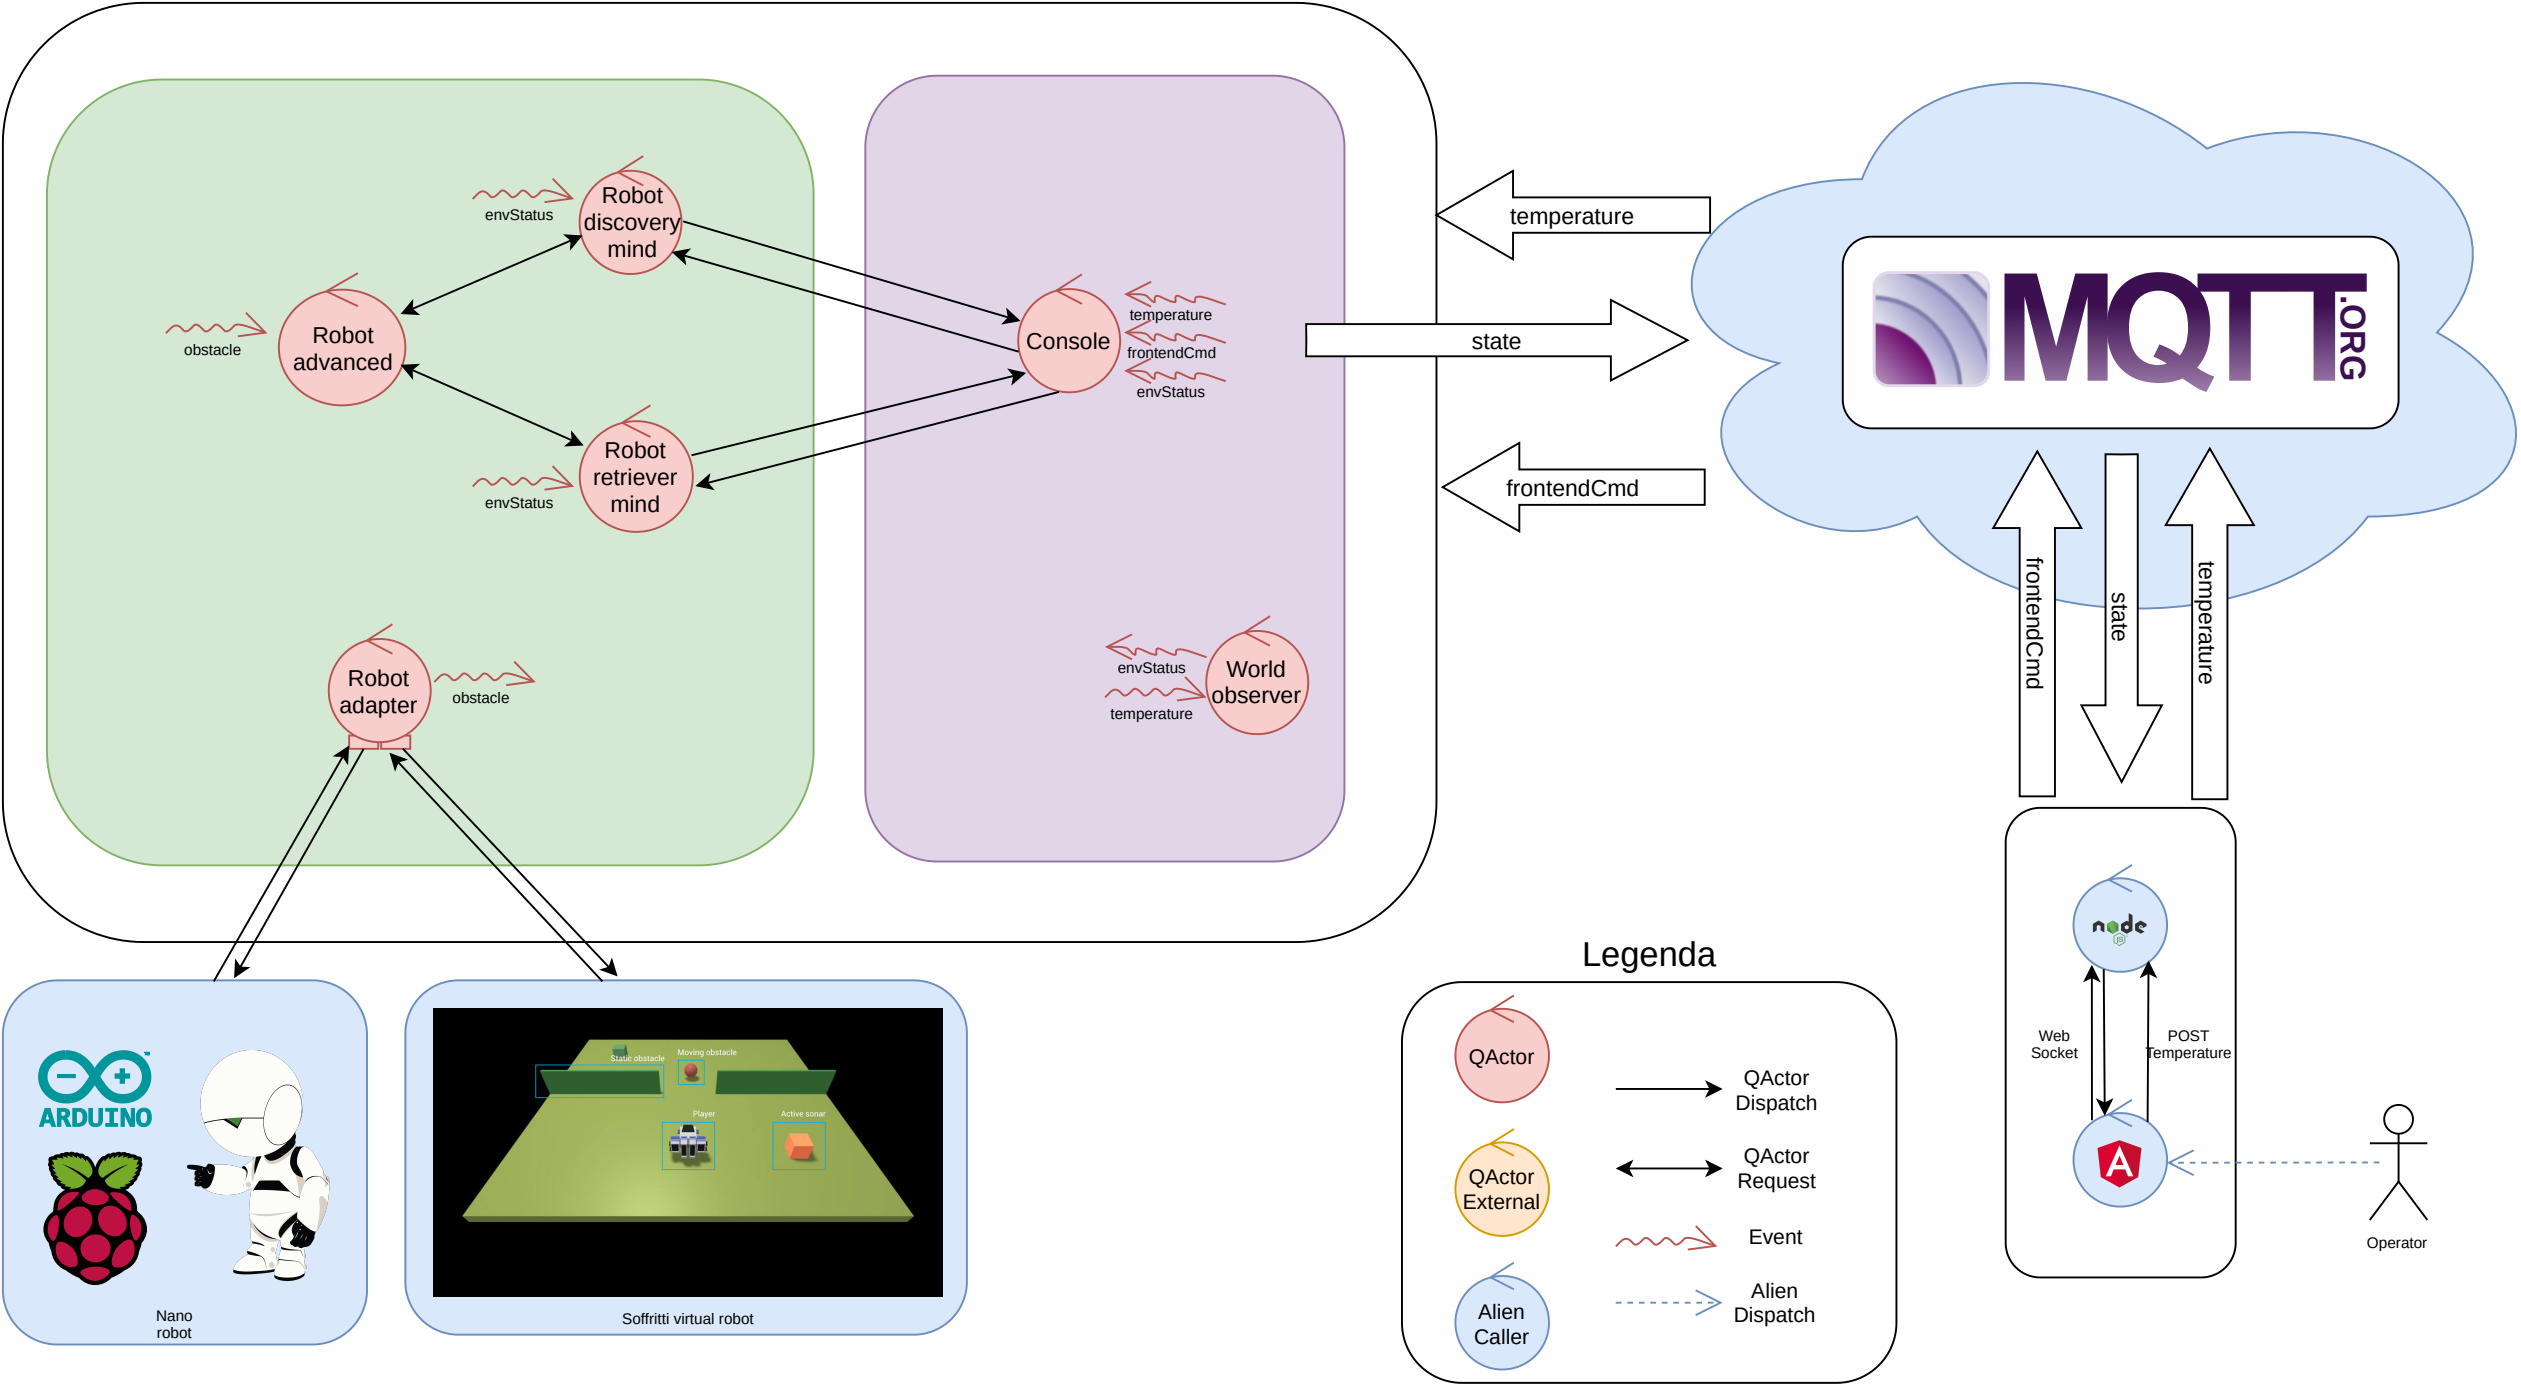 Robot
discovery
mind
envStatus
Robot
advanced
obstacle
Robot
retriever
mind
envStatus
Robot
adapter
obstacle
Console
temperature
frontendCmd
envStatus
World
observer
envStatus
temperature
temperature
state
frontendCmd
MQTT
.ORG
frontendCmd
state
temperature
node
JS
Web
Socket
POST
Temperature
A
Operator
ARDUINO
™
Nano
robot
Static obstacle
Moving obstacle
Player
Active sonar
Soffritti virtual robot
Legenda
QActor
QActor
External
Alien
Caller
QActor
Dispatch
QActor
Request
Event
Alien
Dispatch